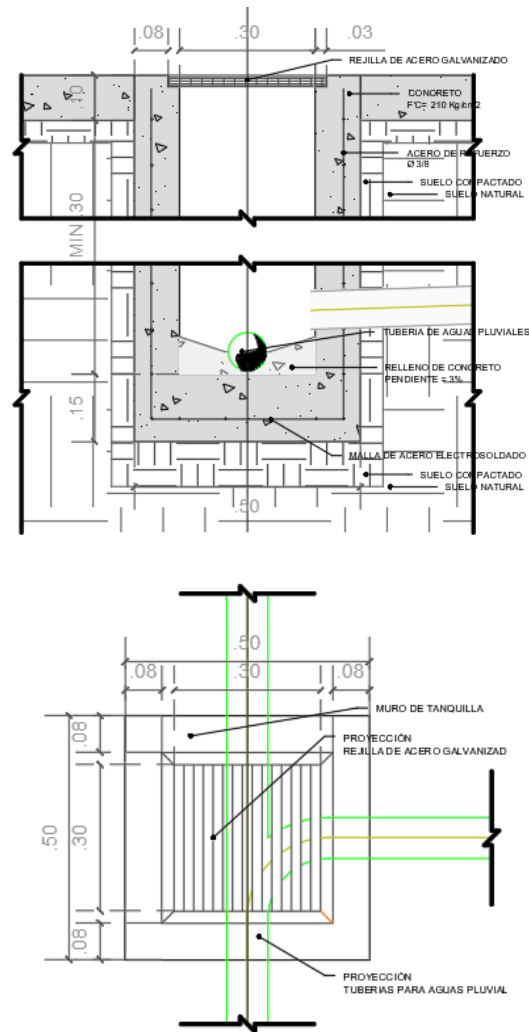 .08
.30
.03
REJILLA DE ACERO GALVANIZADO
.10
CONCRETO
F'C= 210 Kg/cm2
ACERO DE REFUERZO
Ø 3/8
SUELO COMPACTADO
SUELO NATURAL
MIN .30
TUBERIA DE AGUAS PLUVIALES
RELLENO DE CONCRETO
PENDIENTE =3%
.15
MALLA DE ACERO ELECTROSOLDADO
SUELO COMPACTADO
SUELO NATURAL
.50
.50
.08
.30
.08
MURO DE TANQUILLA
.08
PROYECCIÓN
REJILLA DE ACERO GALVANIZAD
.50
.30
.08
PROYECCIÓN
TUBERIAS PARA AGUAS PLUVIAL